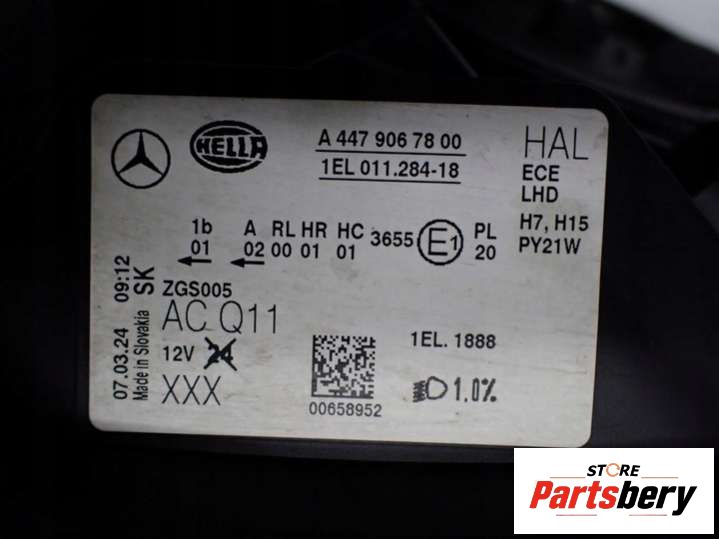 HELLA
A 447 906 78 00
1EL 011.284-18
HAL
ECE
LHD
H7, H15
PY21W
1b A RL HR HC 3655 E1 PL
01 02 00 01 01 20
ZGS005
AC Q11
12V 24
XXX
07.03.24 09:12
Made in Slovakia SK
00658952
1EL. 1888
1.0%
STORE
Partsbery